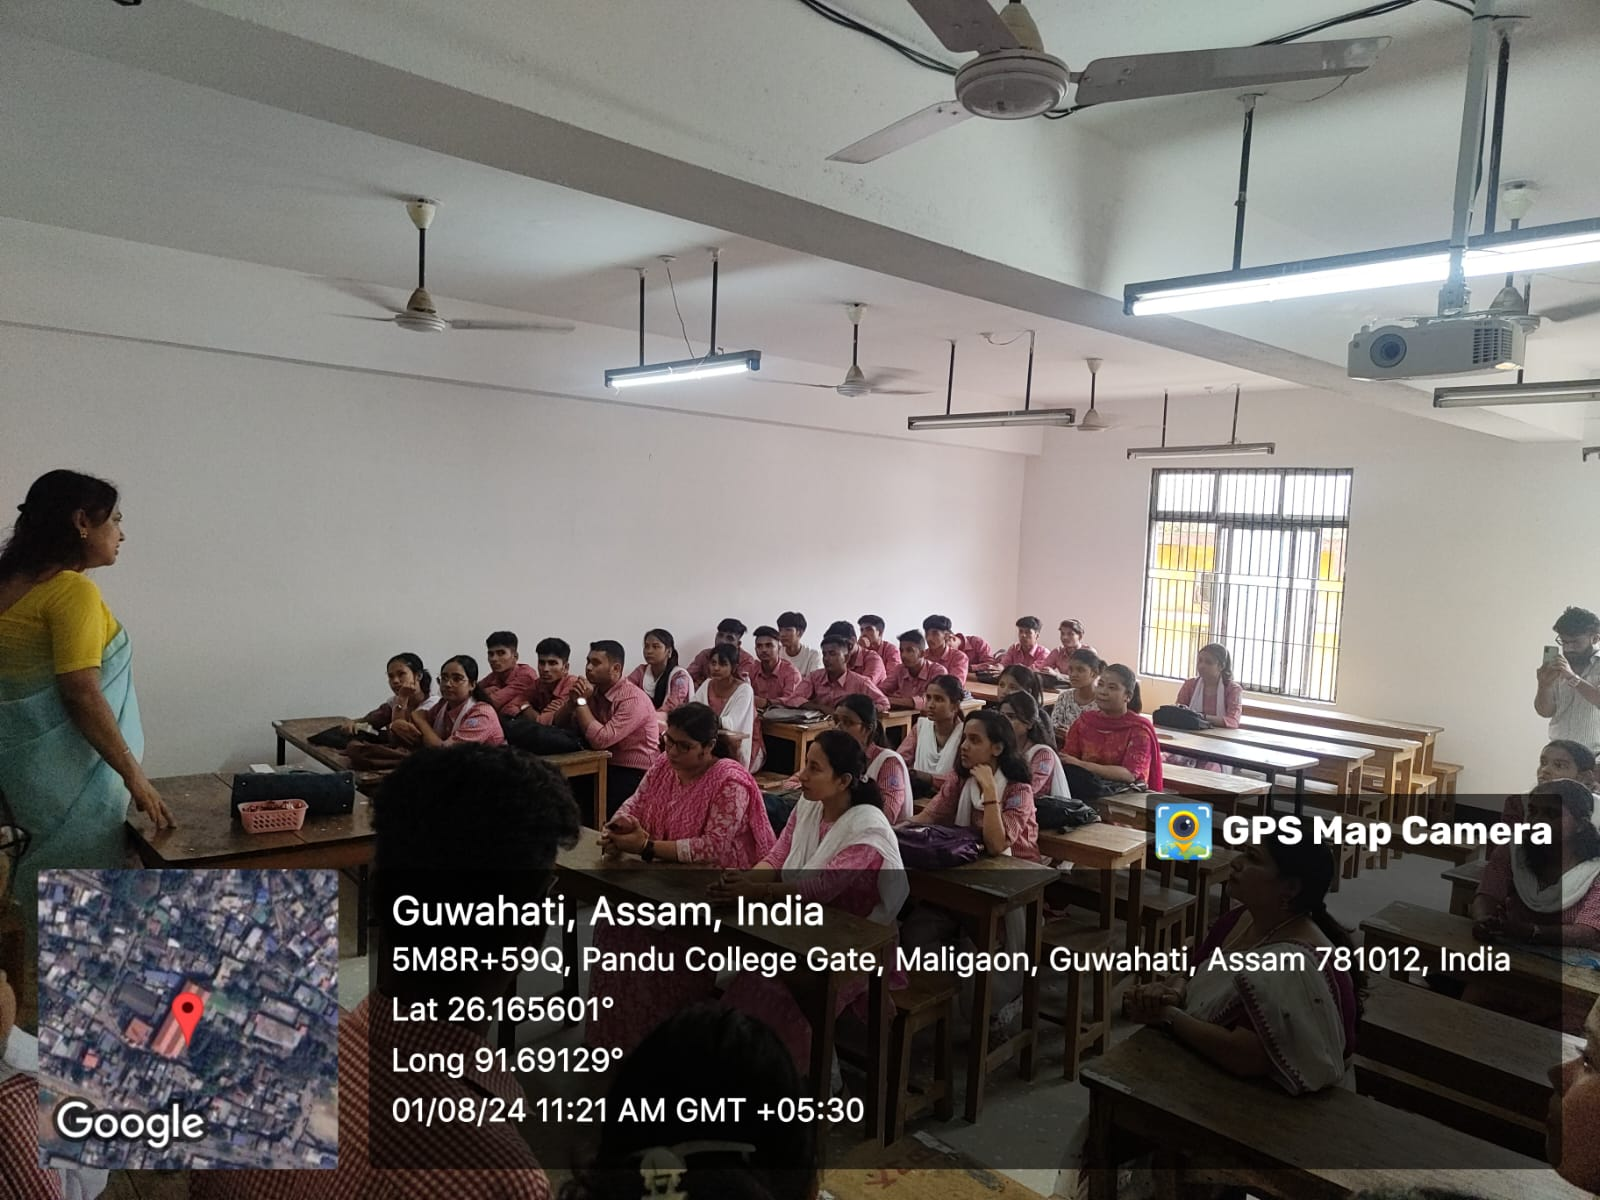 GPS Map Camera
Guwahati, Assam, India
5M8R+59Q, Pandu College Gate, Maligaon, Guwahati, Assam 781012, India
Lat 26.165601°
Long 91.69129°
01/08/24 11:21 AM GMT +05:30
Google